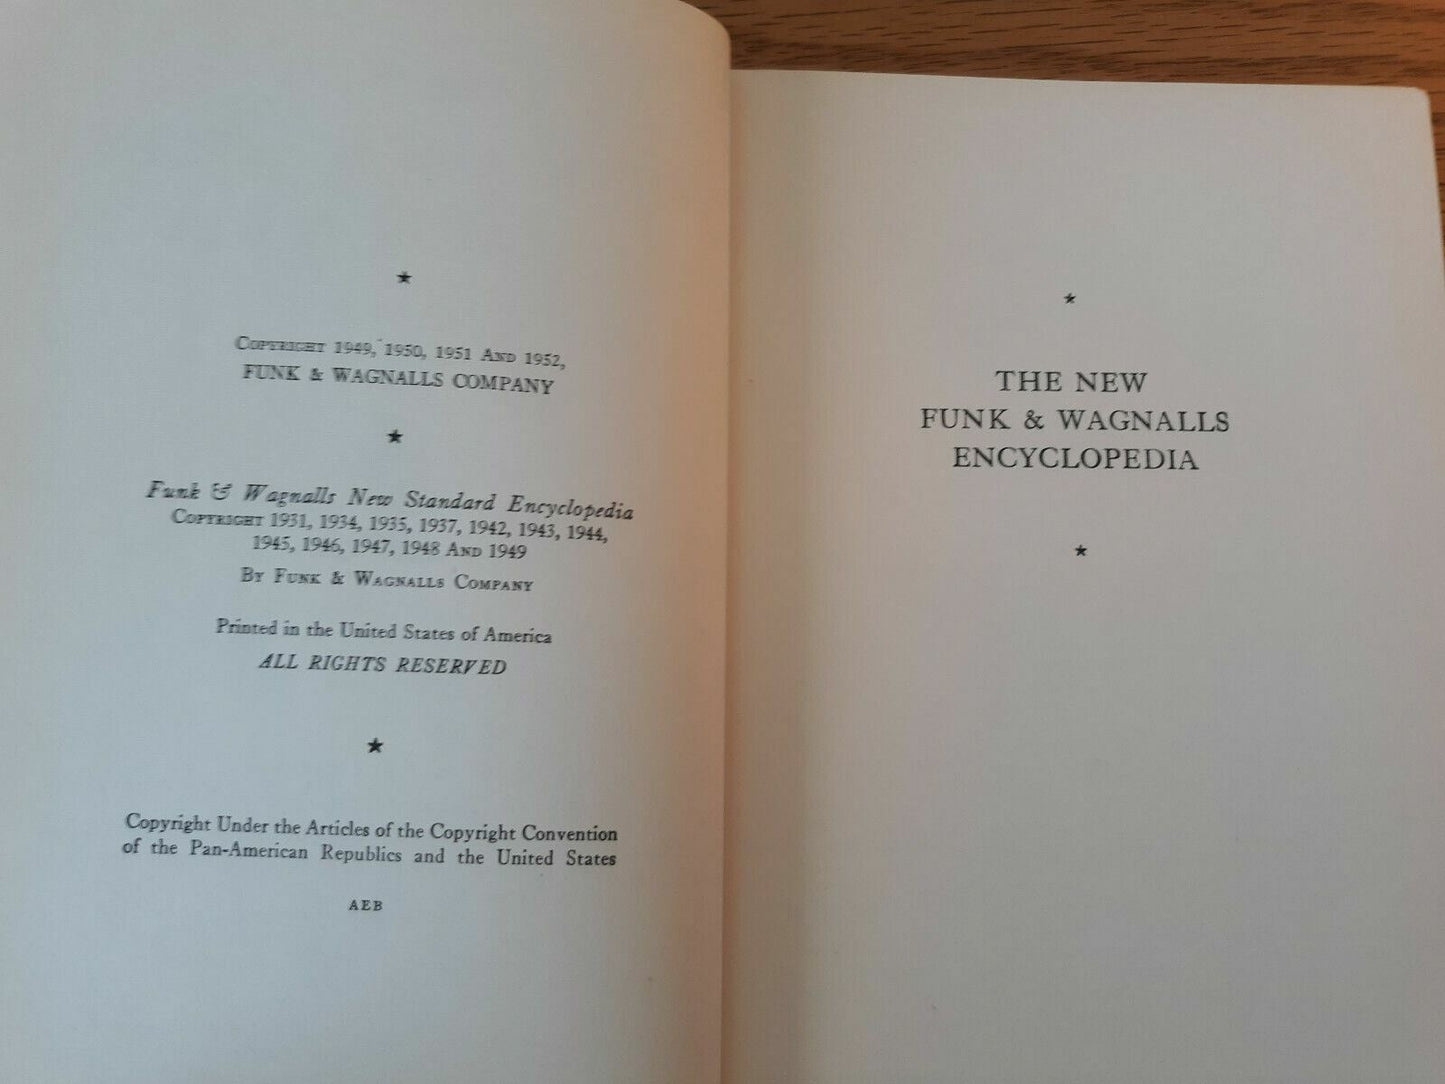 Copyright 1949, 1950, 1951 And 1952,
FUNK & WAGNALLS COMPANY
Funk & Wagnalls New Standard Encyclopedia
Copyright 1931, 1934, 1935, 1937, 1942, 1943, 1944,
1945, 1946, 1947, 1948 And 1949
By Funk & Wagnalls Company
Printed in the United States of America
ALL RIGHTS RESERVED
Copyright Under the Articles of the Copyright Convention
of the Pan-American Republics and the United States
AEB
THE NEW
FUNK & WAGNALLS
ENCYCLOPEDIA